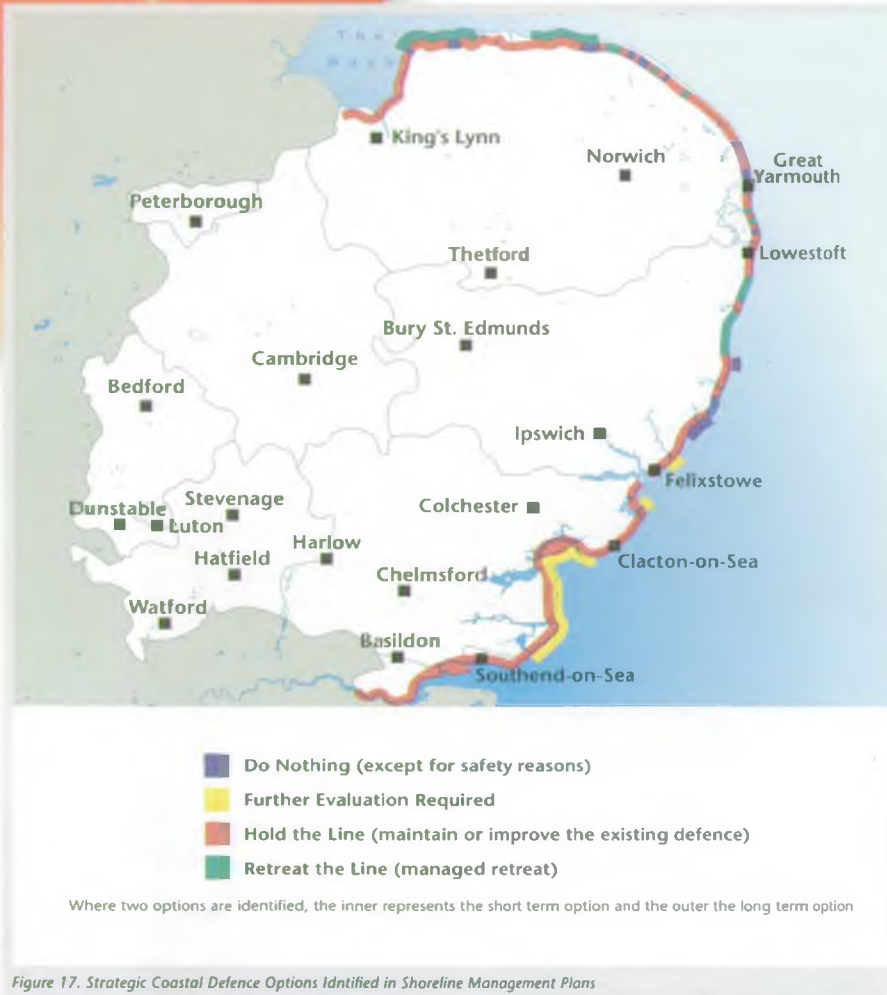 The
Wash
King's Lynn
Norwich
Great
Yarmouth
Peterborough
Lowestoft
Thetford
Bury St. Edmunds
Cambridge
Bedford
Ipswich
Felixstowe
Colchester
Dunstable
Stevenage
Luton
Harlow
Clacton-on-Sea
Hatfield
Chelmsford
Watford
Basildon
Southend-on-Sea
Do Nothing (except for safety reasons)
Further Evaluation Required
Hold the Line (maintain or improve the existing defence)
Retreat the Line (managed retreat)
Where two options are identified, the inner represents the short term option and the outer the long term option
Figure 17. Strategic Coastal Defence Options Idntified in Shoreline Management Plans